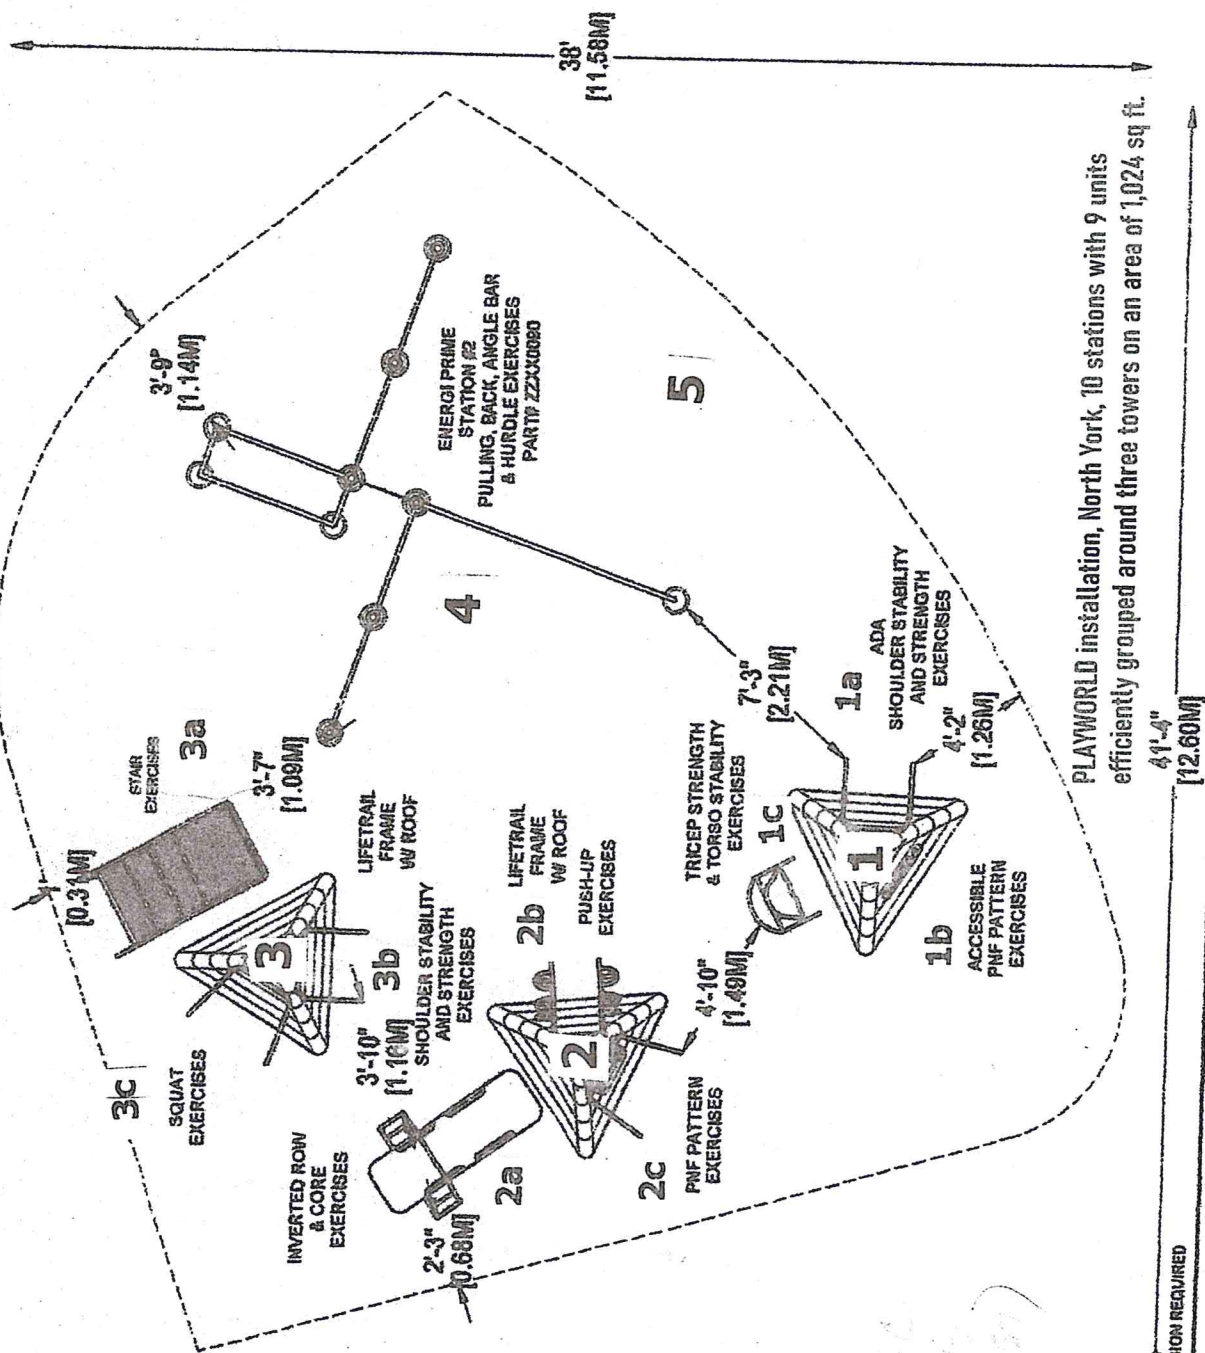 38'
[11.58M]
3'-9"
[1.14M]
ENERGI PRIME
STATION #2
PULLING, BACK, ANGLE BAR
& HURDLE EXERCISES
PART# ZZXX0080
5
4
STAIR
EXERCISES
3a
[0.31M]
3'-7"
[1.09M]
LIFETRAIL
FRAME
W/ ROOF
3
3b
SHOULDER STABILITY
AND STRENGTH
EXERCISES
3c
SQUAT
EXERCISES
3'-10"
[1.16M]
INVERTED ROW
& CORE
EXERCISES
2a
2'-3"
[0.68M]
LIFETRAIL
FRAME
W/ ROOF
2b
PUSH-UP
EXERCISES
2
2c
PNF PATTERN
EXERCISES
4'-10"
[1.49M]
TRICEP STRENGTH
& TORSO STABILITY
EXERCISES
1c
7'-3"
[2.21M]
1a
ADA
SHOULDER STABILITY
AND STRENGTH
EXERCISES
4'-2"
[1.26M]
1
1b
ACCESSIBLE
PNF PATTERN
EXERCISES
PLAYWORLD installation, North York, 10 stations with 9 units
efficiently grouped around three towers on an area of 1,024 sq ft.
41'-4"
[12.60M]
ION REQUIRED